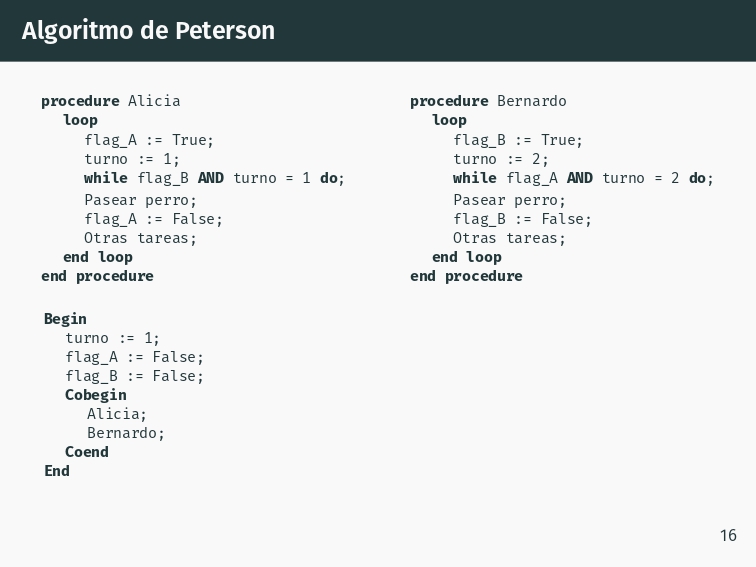 Algoritmo de Peterson
procedure Alicia
loop
flag_A := True;
turno := 1;
while flag_B AND turno = 1 do;
Pasear perro;
flag_A := False;
Otras tareas;
end loop
end procedure
procedure Bernardo
loop
flag_B := True;
turno := 2;
while flag_A AND turno = 2 do;
Pasear perro;
flag_B := False;
Otras tareas;
end loop
end procedure
Begin
turno := 1;
flag_A := False;
flag_B := False;
Cobegin
Alicia;
Bernardo;
Coend
End
16